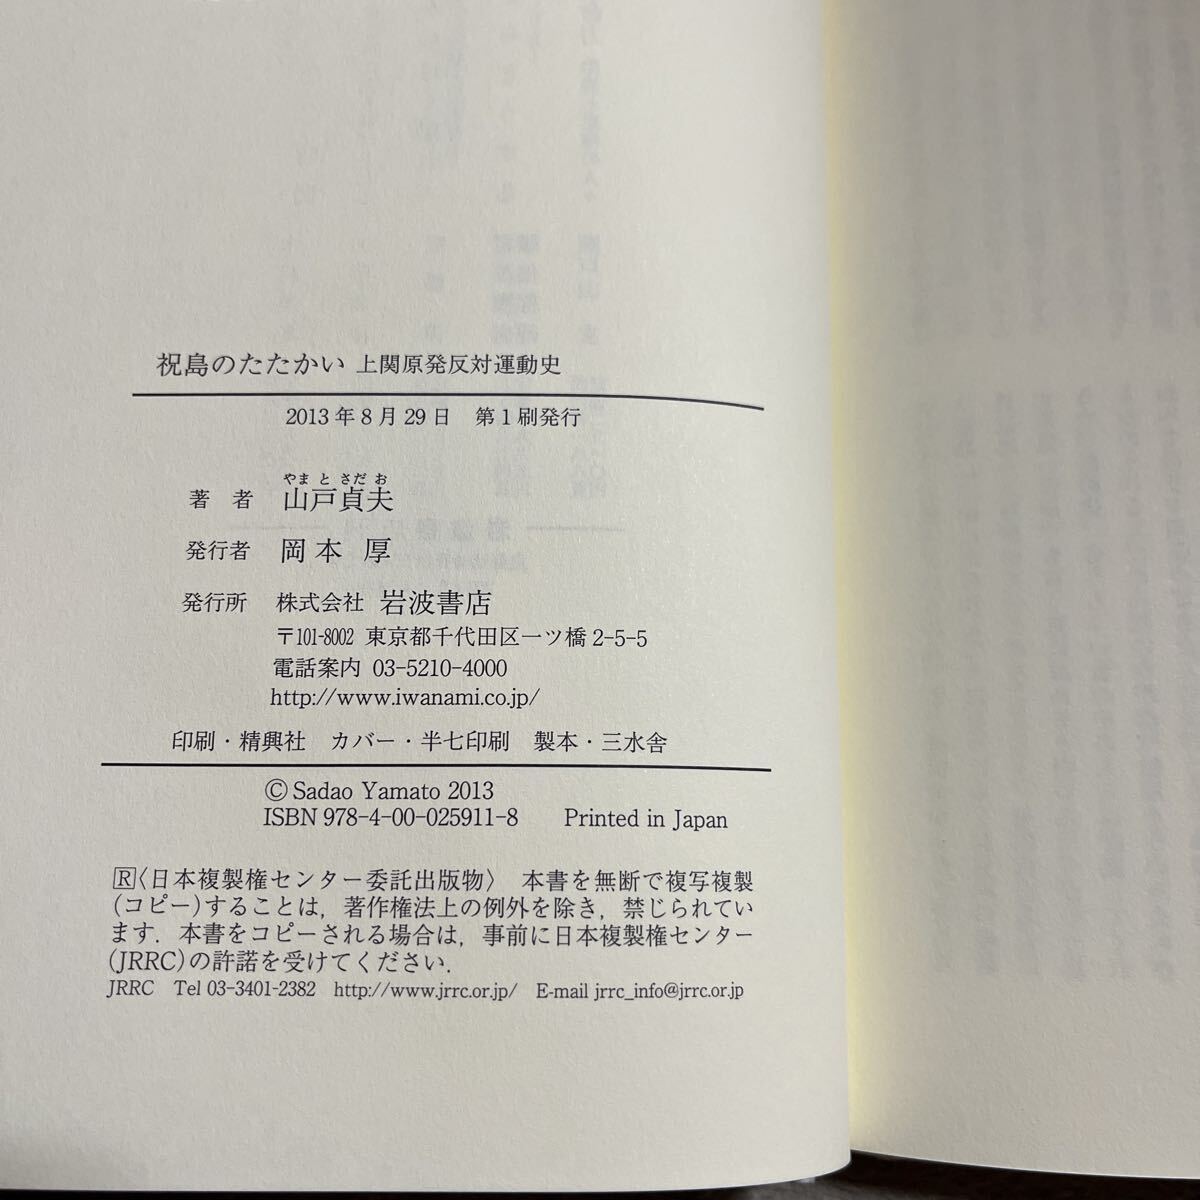 祝島のたたかい 上関原発反対運動史
2013年8月29日　第1刷発行
やまとさだお
著　者　山戸貞夫
発行者　岡本　厚
発行所　株式会社 岩波書店
〒101-8002 東京都千代田区一ツ橋2-5-5
電話案内 03-5210-4000
http://www.iwanami.co.jp/
印刷・精興社　カバー・半七印刷　製本・三水舎
© Sadao Yamato 2013
ISBN 978-4-00-025911-8　Printed in Japan
R〈日本複製権センター委託出版物〉　本書を無断で複写複製
(コピー)することは，著作権法上の例外を除き，禁じられてい
ます．本書をコピーされる場合は，事前に日本複製権センター
(JRRC)の許諾を受けてください．
JRRC　Tel 03-3401-2382　http://www.jrrc.or.jp/　E-mail jrrc_info@jrrc.or.jp